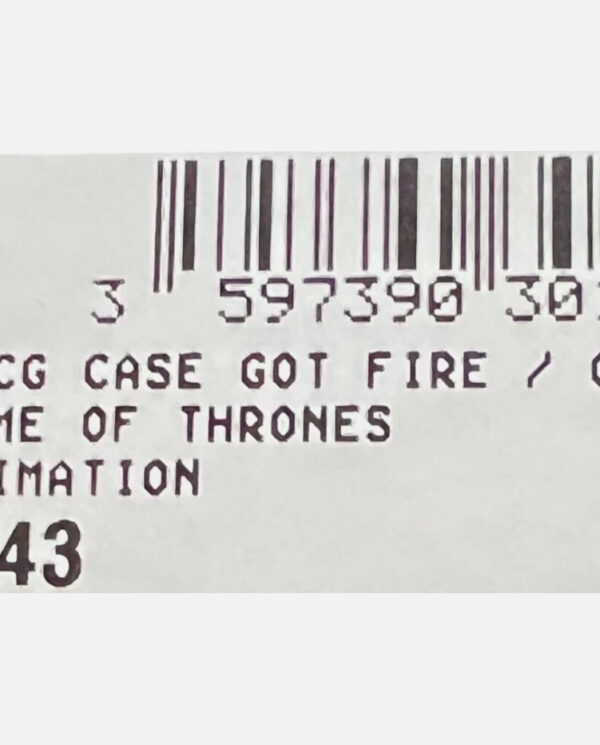 3 597390 30
CG CASE GOT FIRE /
ME OF THRONES
IMATION
43